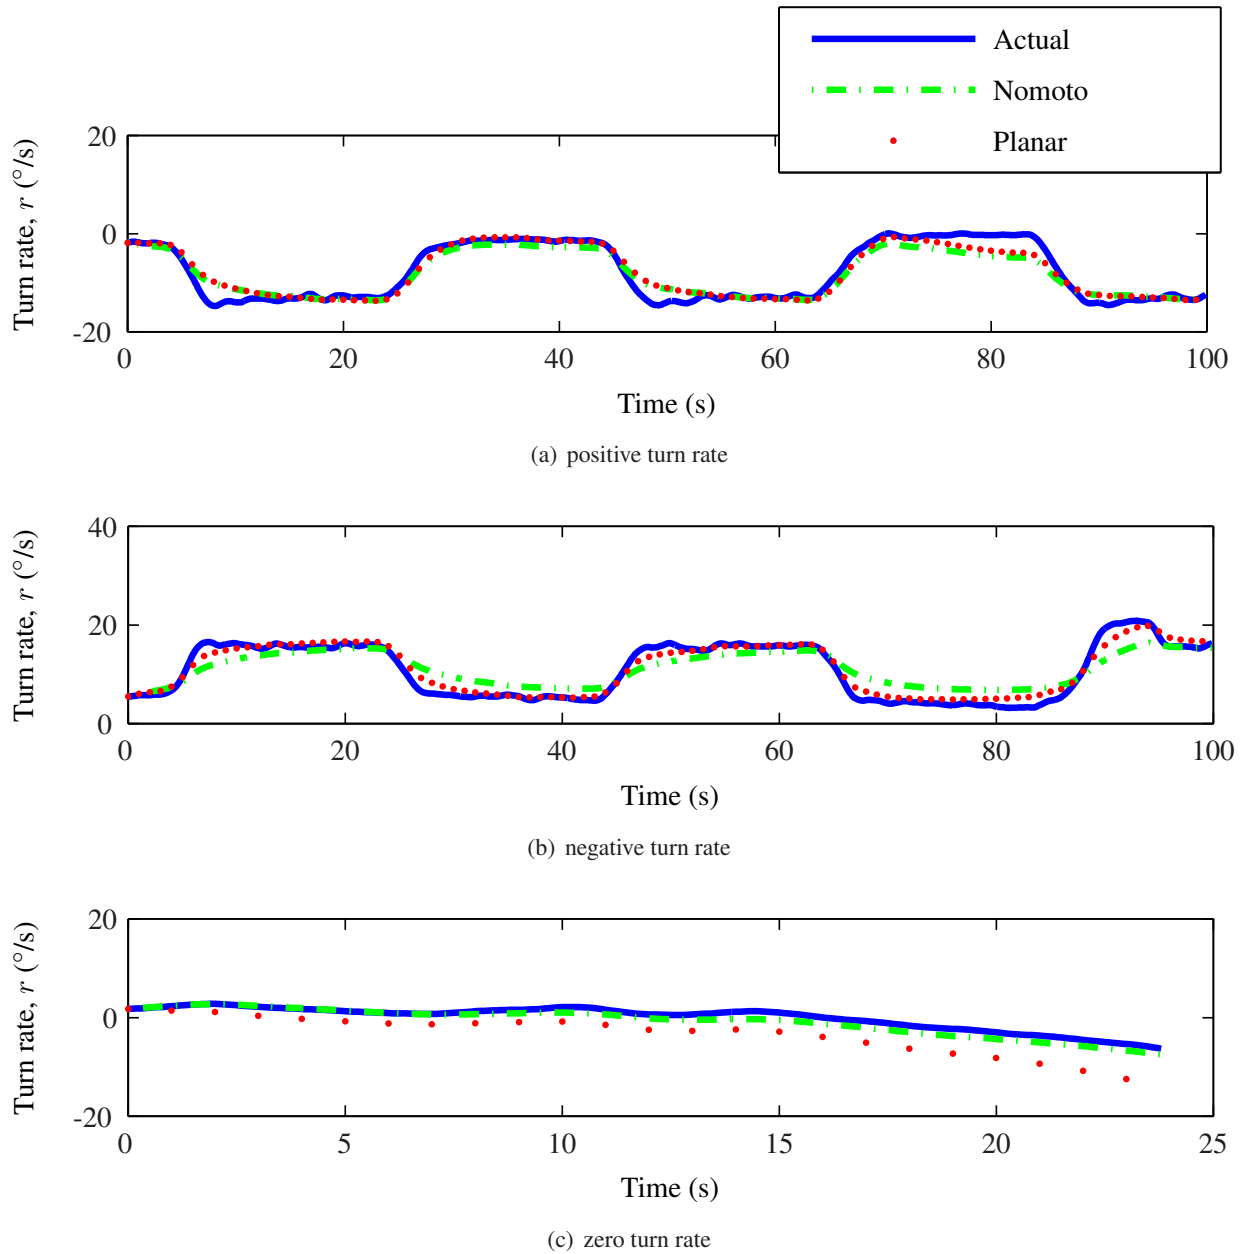 Actual
Nomoto
Planar
Turn rate, r (°/s)
20
0
-20
0 20 40 60 80 100
Time (s)
(a) positive turn rate
Turn rate, r (°/s)
40
20
0
0 20 40 60 80 100
Time (s)
(b) negative turn rate
Turn rate, r (°/s)
20
0
-20
0 5 10 15 20 25
Time (s)
(c) zero turn rate